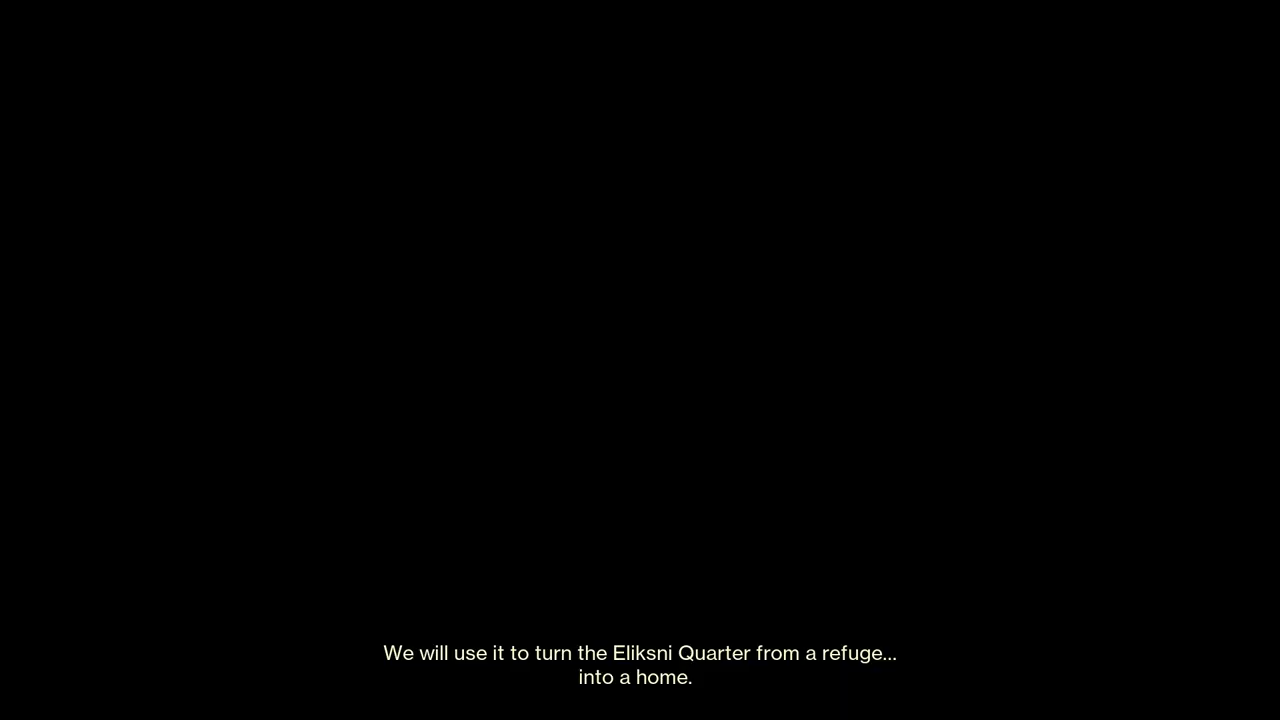 We will use it to turn the Eliksni Quarter from a refuge...
into a home.